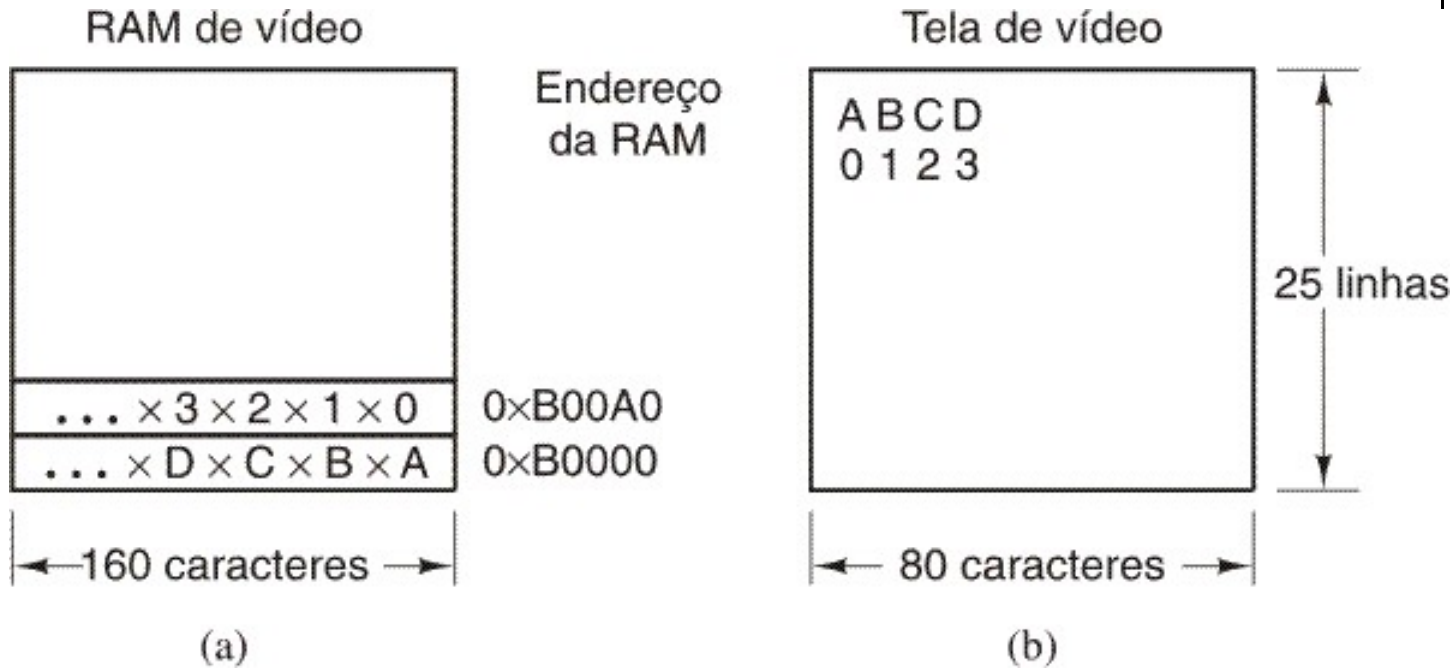 RAM de vídeo
Endereço
da RAM
... × 3 × 2 × 1 × 0 0×B00A0
... × D × C × B × A 0×B0000
160 caracteres
(a)
Tela de vídeo
A B C D
0 1 2 3
25 linhas
80 caracteres
(b)